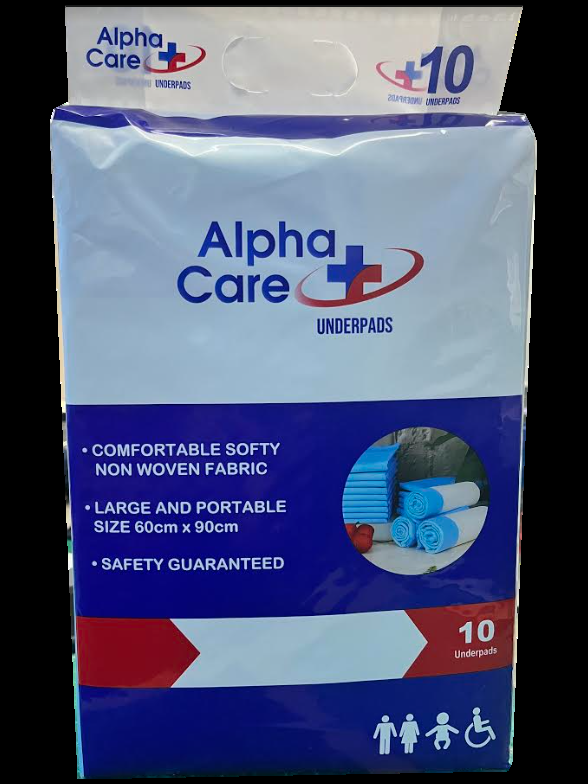 Alpha
Care
UNDERPADS
10
UNDERPADS
Alpha
Care
UNDERPADS
• COMFORTABLE SOFTY
NON WOVEN FABRIC
• LARGE AND PORTABLE
SIZE 60cm x 90cm
• SAFETY GUARANTEED
10
Underpads